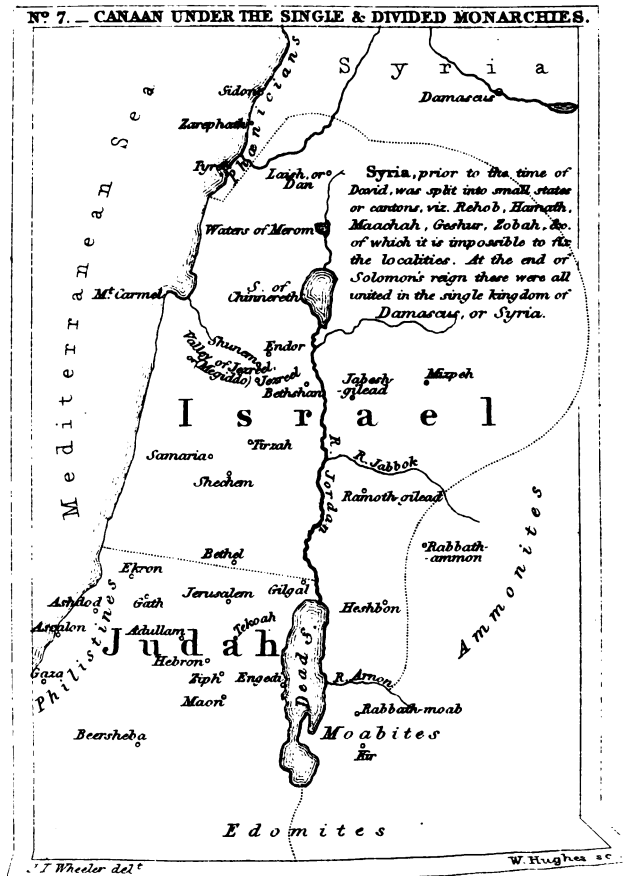 Nº 7. _ CANAAN UNDER THE SINGLE & DIVIDED MONARCHIES.
Syria
Sidon
Damascus
Mediterranean Sea
Phœnicians
Zarephath
Tyre
Laish, or
Dan
Syria, prior to the time of
David, was split into small states
or cantons, viz. Rehob, Hamath,
Maachah, Geshur, Zobah, &c.
of which it is impossible to fix
the localities. At the end of
Solomon's reign these were all
united in the single kingdom of
Damascus, or Syria.
Waters of Merom
Mt Carmel
S. of
Chinnereth
Shunem
Endor
Valley of Jezreel,
or (Megiddo)
Jezreel
Bethshan
Jabesh
-gilead
Mizpeh
Israel
Tirzah
Samaria
Shechem
R. Jordan
R. Jabbok
Ramoth-gilead
Bethel
Rabbath-
ammon
Ammonites
Ekron
Gilgal
Jerusalem
Ashdod
Gath
Heshbon
Tekoah
Ascalon
Adullam
Judah
Philistines
Hebron
Gaza
Ziph
Engedi
Dead S.
R. Arnon
Maon
Rabbath-moab
Beersheba
Moabites
Kir
Edomites
J I Wheeler delt
W. Hughes sc